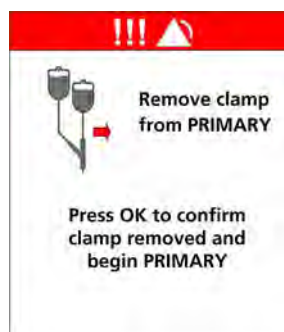 !!!
Remove clamp
from PRIMARY
Press OK to confirm
clamp removed and
begin PRIMARY